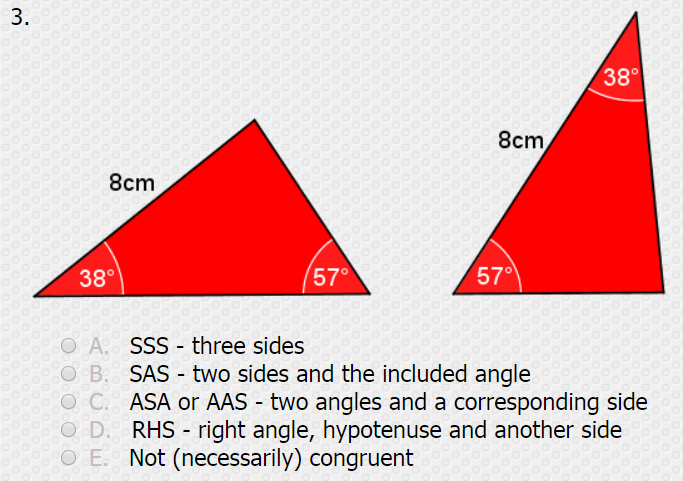 3.
38°
8cm
8cm
38°
57°
57°
A. SSS - three sides
B. SAS - two sides and the included angle
C. ASA or AAS - two angles and a corresponding side
D. RHS - right angle, hypotenuse and another side
E. Not (necessarily) congruent